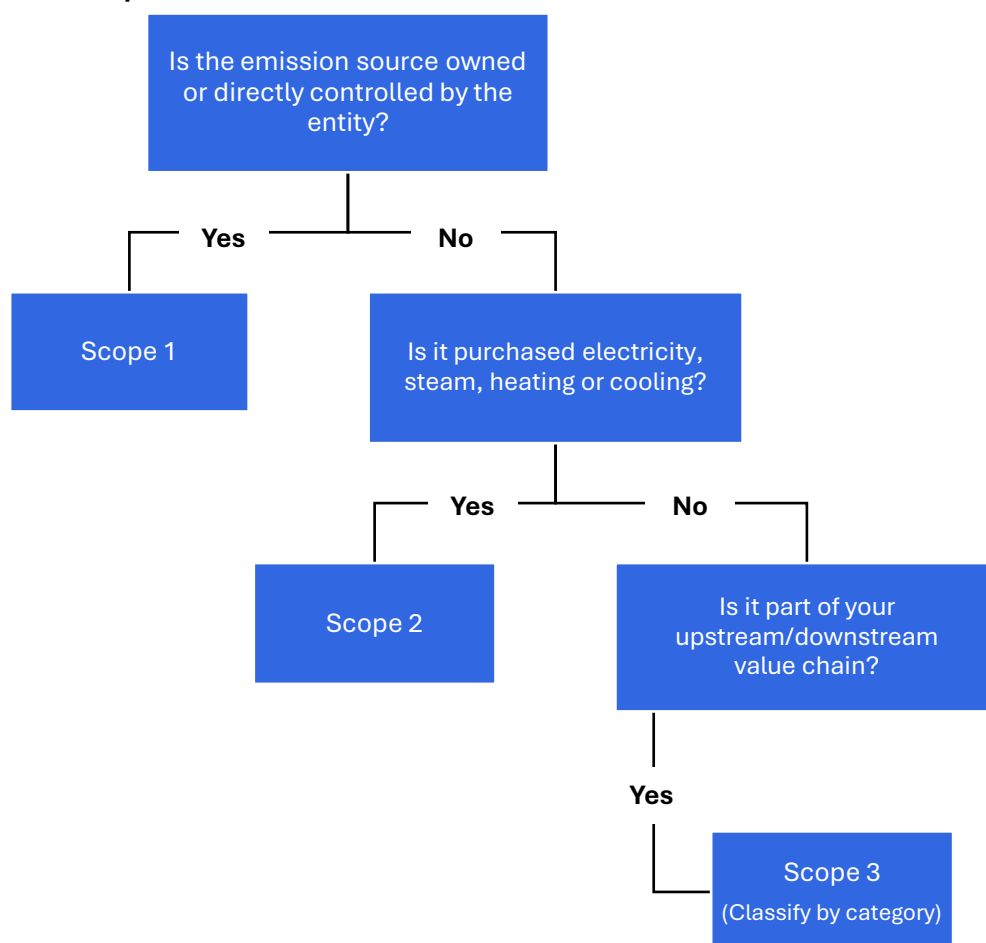 Is the emission source owned
or directly controlled by the
entity?
Yes
No
Scope 1
Is it purchased electricity,
steam, heating or cooling?
Yes
No
Scope 2
Is it part of your
upstream/downstream
value chain?
Yes
Scope 3
(Classify by category)